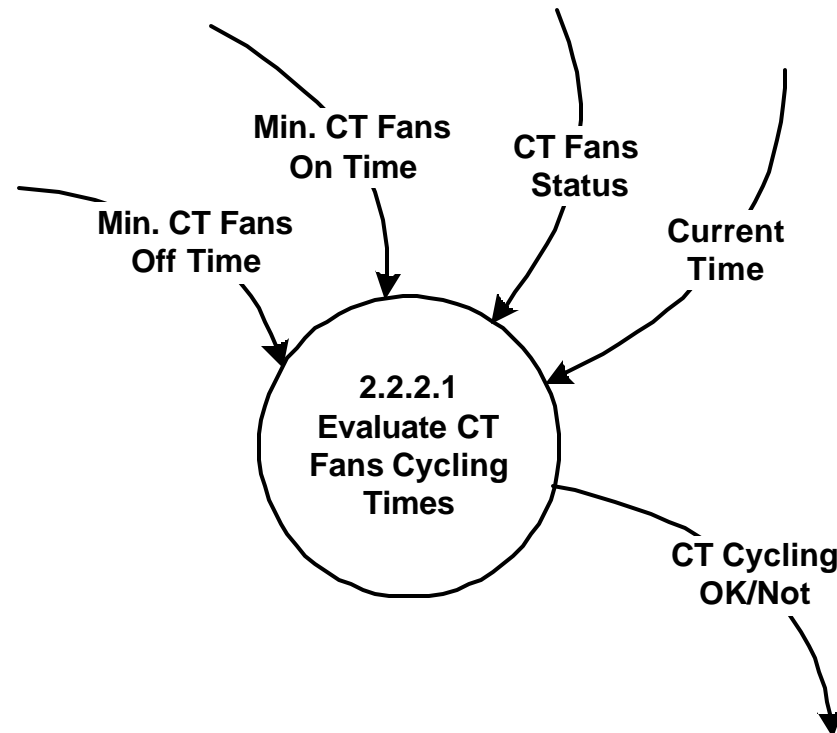 Min. CT Fans
On Time
CT Fans
Status
Min. CT Fans
Off Time
Current
Time
2.2.2.1
Evaluate CT
Fans Cycling
Times
CT Cycling
OK/Not